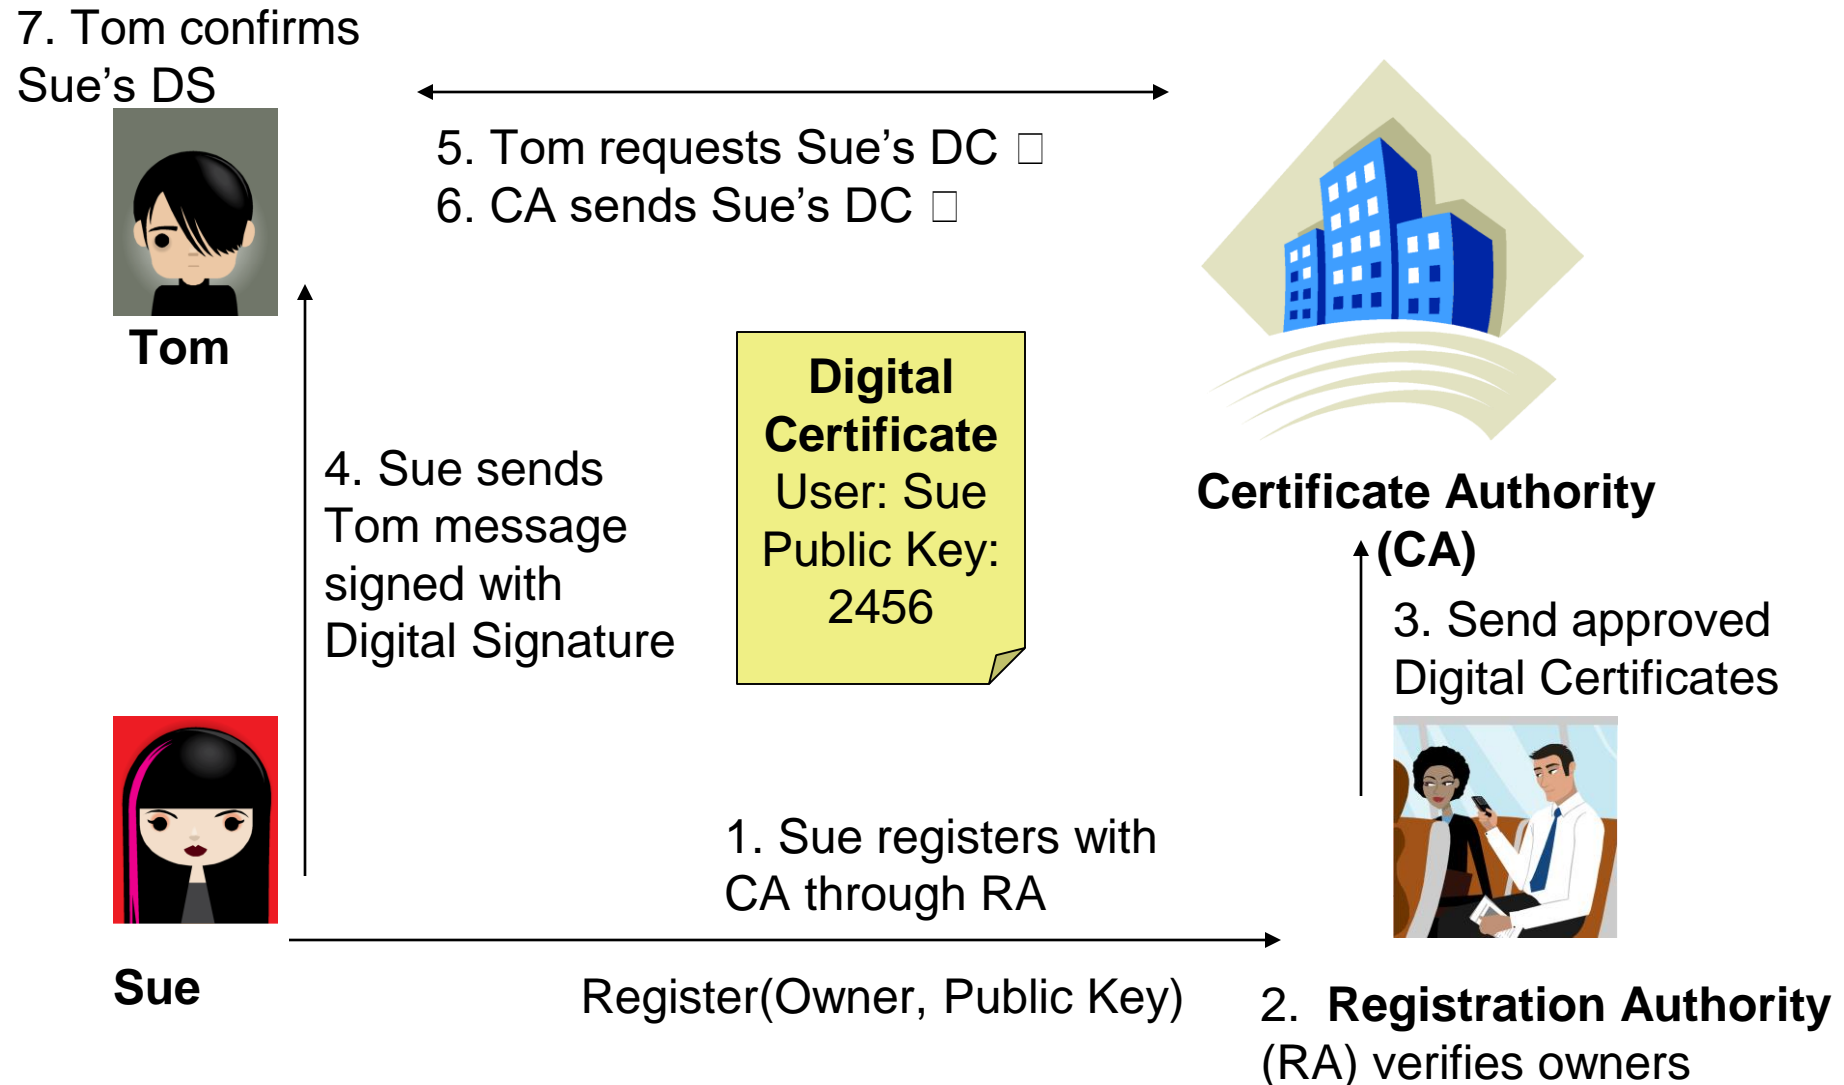 7. Tom confirms
Sue’s DS
5. Tom requests Sue’s DC □
6. CA sends Sue’s DC □
Tom
Digital
Certificate
User: Sue
Public Key:
2456
4. Sue sends
Tom message
signed with
Digital Signature
Certificate Authority
(CA)
3. Send approved
Digital Certificates
1. Sue registers with
CA through RA
Sue
Register(Owner, Public Key)
2. Registration Authority
(RA) verifies owners